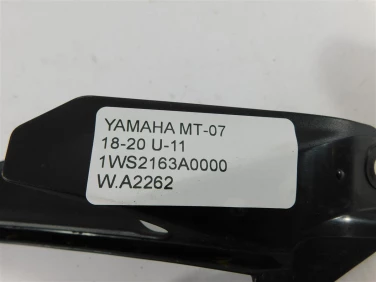 YAMAHA MT-07
18-20 U-11
1WS2163A0000
W.A2262